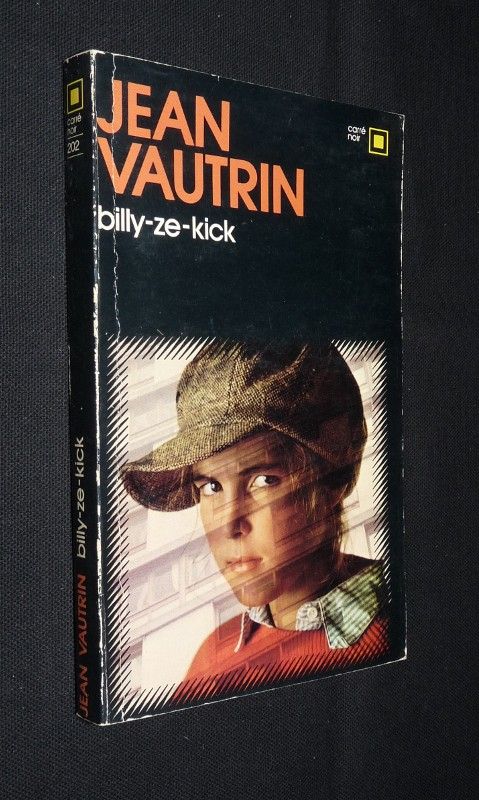 JEAN
VAUTRIN
billy-ze-kick
carré
noir
carré
noir
202
JEAN VAUTRIN billy-ze-kick